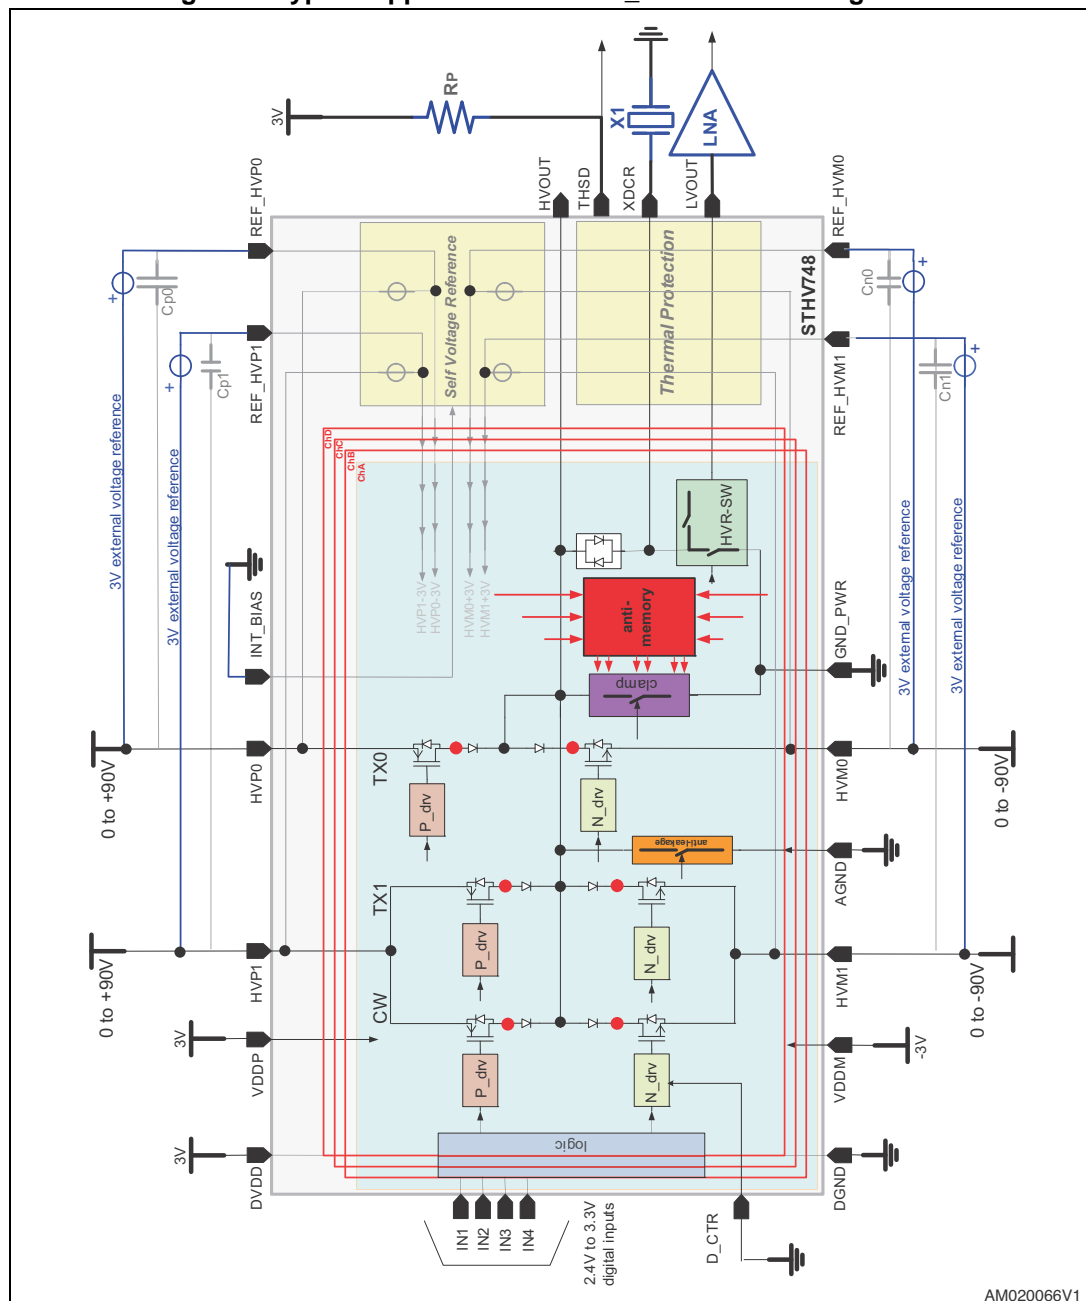 3V
RP
X1
LNA
REF_HVP0
HVOUT
THSD
XDCR
LVOUT
REF_HVM0
Cp0
Cn0
REF_HVP1
Cp1
REF_HVM1
Cn1
Self Voltage Reference
Thermal Protection
STHV748
3V external voltage reference
3V external voltage reference
3V external voltage reference
3V external voltage reference
ChD
ChC
ChB
ChA
HVP1-3V
HVP0-3V
HVM0+3V
HVM1+3V
HVR-SW
INT_BIAS
anti-
memory
clamp
GND_PWR
0 to +90V
HVP0
TX0
P_drv
N_drv
HVM0
0 to -90V
anti-leakage
AGND
TX1
P_drv
N_drv
0 to +90V
HVP1
CW
HVM1
0 to -90V
3V
VDDP
P_drv
N_drv
VDDM
-3V
3V
DVDD
logic
DGND
IN1
IN2
IN3
IN4
2.4V to 3.3V
digital inputs
D_CTR
AM020066V1